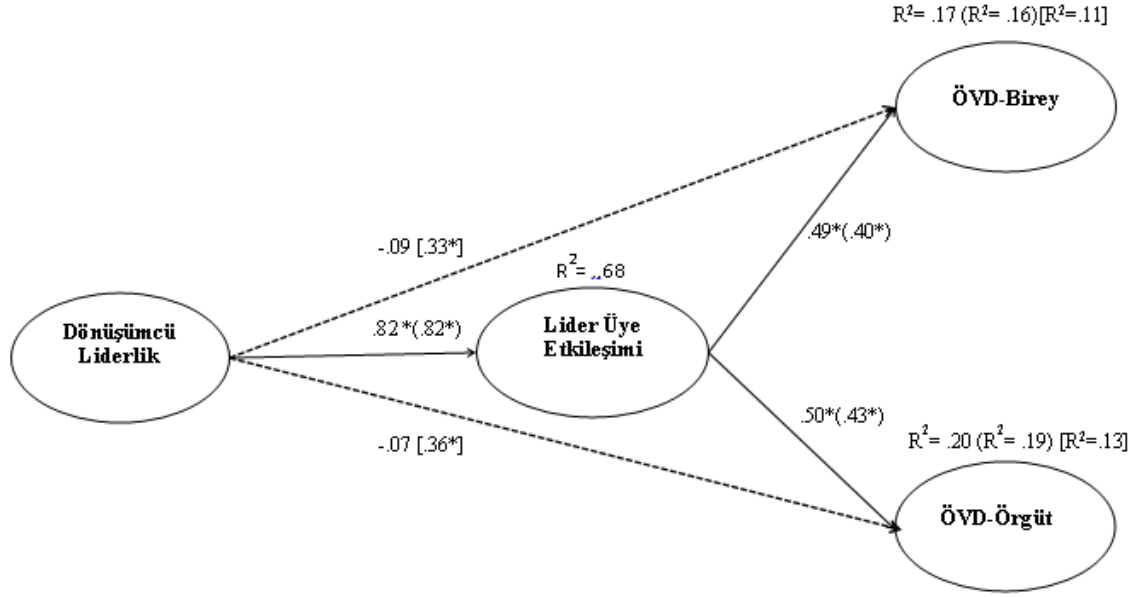 R²= .17 (R²= .16)[R²=.11]
ÖVD-Birey
.49*(.40*)
-.09 [.33*]
R²= .68
Lider Üye
Etkileşimi
.82*(.82*)
Dönüşümcü
Liderlik
.50*(.43*)
-.07 [.36*]
R²= .20 (R²= .19) [R²=.13]
ÖVD-Örgüt